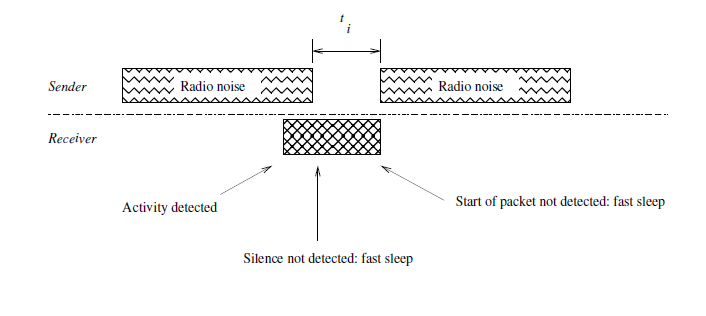 t
i
Sender
Radio noise
Radio noise
Receiver
Activity detected
Start of packet not detected: fast sleep
Silence not detected: fast sleep